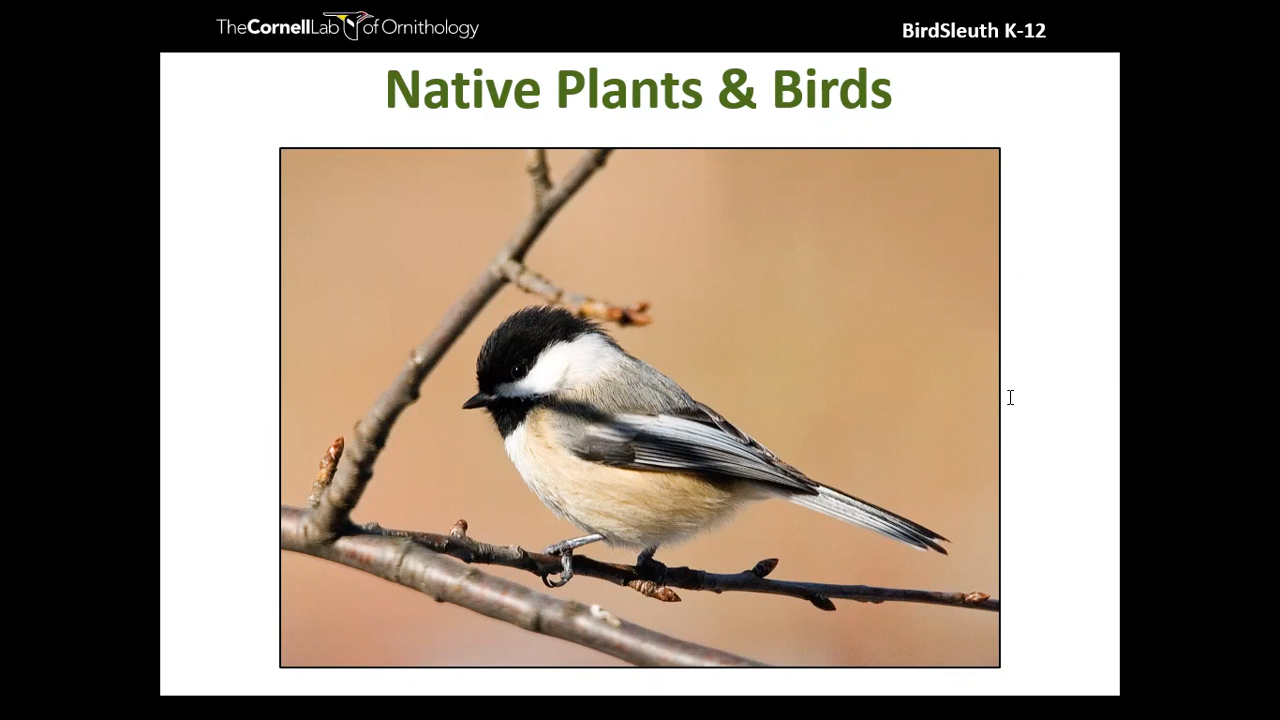 TheCornellLab of Ornithology
BirdSleuth K-12
Native Plants & Birds